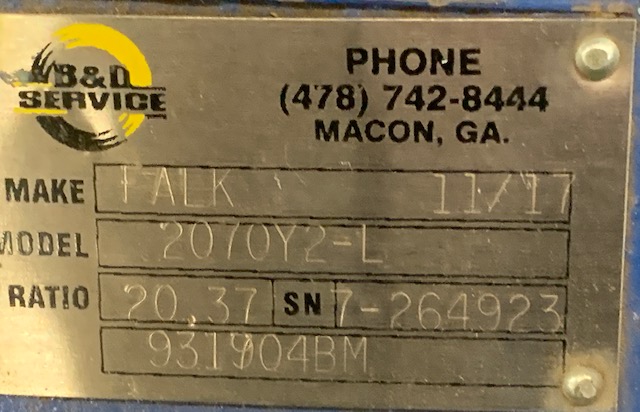 B&D
SERVICE
PHONE
(478) 742-8444
MACON, GA.
MAKE FALK 11/17
MODEL 2070Y2-L
RATIO 20.37 SN 7-264923
931904BM